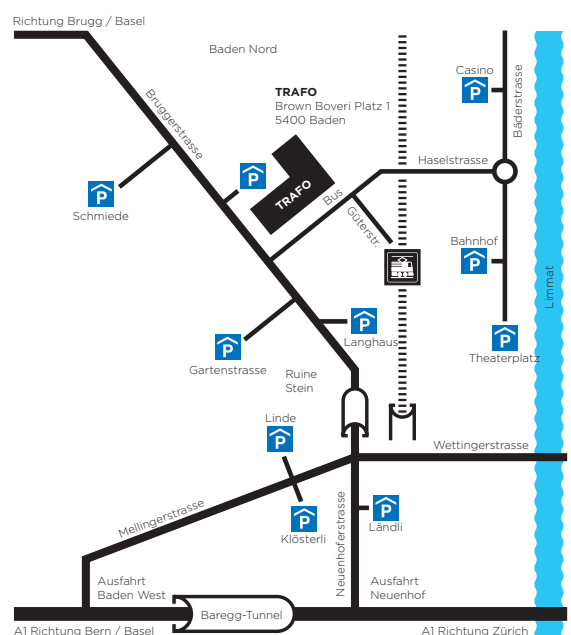 Richtung Brugg / Basel
Baden Nord
Casino
P
Bäderstrasse
TRAFO
Brown Boveri Platz 1
5400 Baden
Bruggerstrasse
P
Schmiede
P
TRAFO
Bus
Haselstrasse
Güterstr.
Bahnhof
P
Limmat
P
Langhaus
P
Gartenstrasse
P
Theaterplatz
Ruine
Stein
Linde
P
Wettingerstrasse
Mellingerstrasse
P
Klösterli
Neuenhoferstrasse
P
Ländli
Ausfahrt
Baden West
Ausfahrt
Neuenhof
Baregg-Tunnel
A1 Richtung Bern / Basel
A1 Richtung Zürich